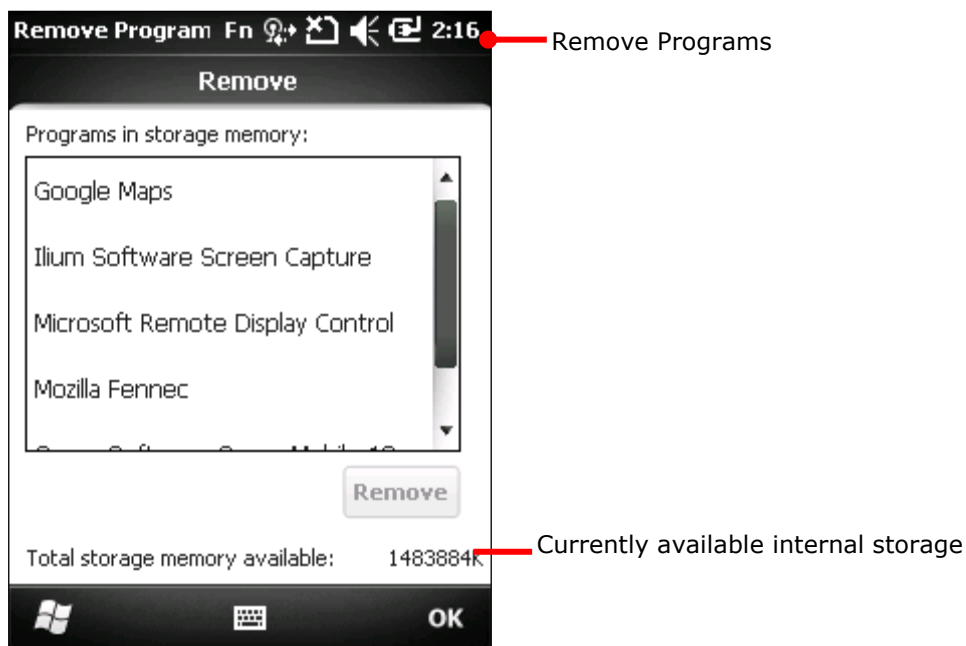 Remove Program Fn 2:16
Remove Programs
Remove
Programs in storage memory:
Google Maps
Ilium Software Screen Capture
Microsoft Remote Display Control
Mozilla Fennec
Remove
Total storage memory available: 1483884K
Currently available internal storage
OK